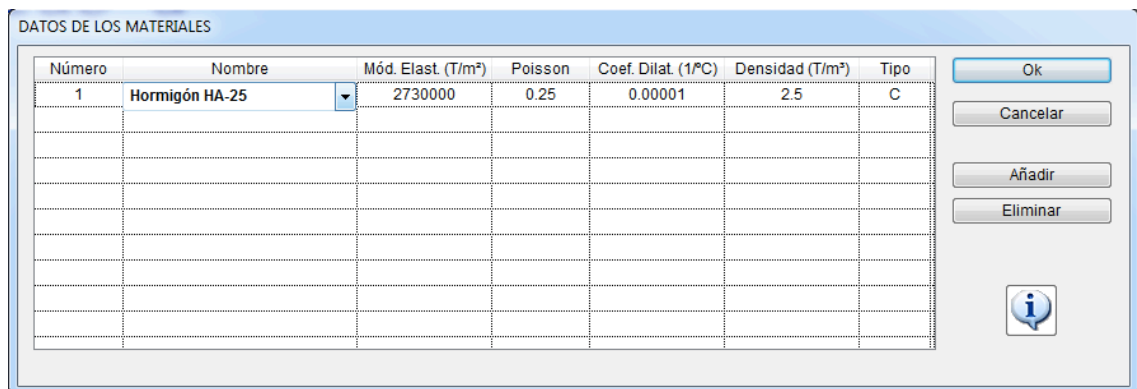 DATOS DE LOS MATERIALES
Número Nombre Mód. Elast. (T/m²) Poisson Coef. Dilat. (1/ºC) Densidad (T/m³) Tipo
1 Hormigón HA-25 2730000 0.25 0.00001 2.5 C
Ok
Cancelar
Añadir
Eliminar